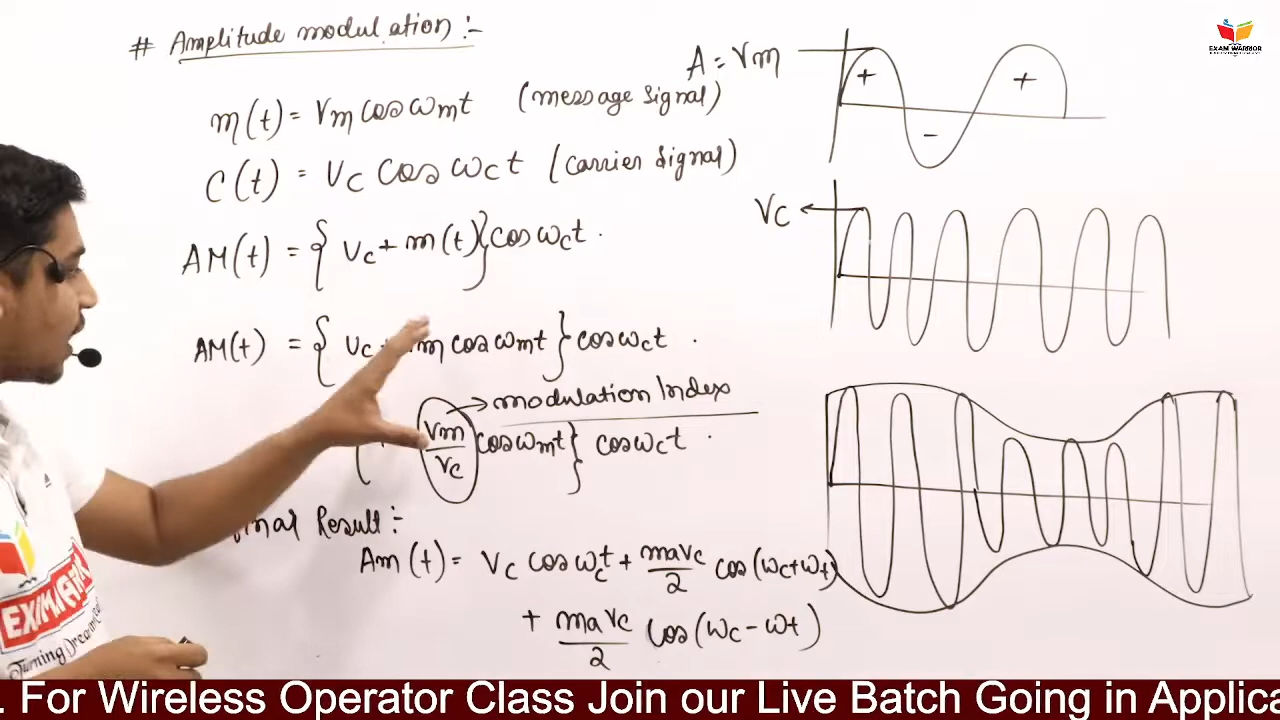 # Amplitude modulation :-
m(t) = Vm cos ωmt (message signal)
C(t) = Vc Cos ωct (carrier signal)
AM(t) = { Vc + m(t) } cos ωct .
AM(t) = { Vc m cos ωmt } cos ωct .
→ modulation Index
Vm/Vc cos ωmt } cos ωct .
Result :-
Am (t) = Vc cos ωct + maVc/2 cos (ωc+ωt)
+ maVc/2 Cos (ωc - ωt)
A = Vm
+
-
+
Vc
EXAM WARRIOR
Turning
. For Wireless Operator Class Join our Live Batch Going in Applica